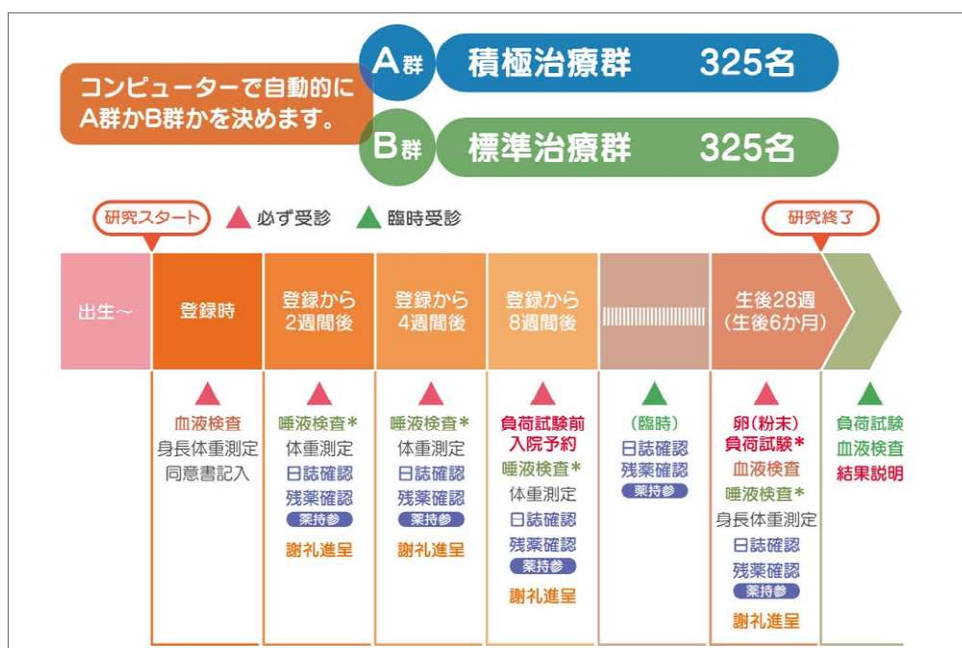 コンピューターで自動的に
A群かB群かを決めます。
A群 積極治療群 325名
B群 標準治療群 325名
研究スタート
必ず受診
臨時受診
研究終了
出生～
登録時
登録から
2週間後
登録から
4週間後
登録から
8週間後
生後28週
(生後6か月)
血液検査
身長体重測定
同意書記入
唾液検査*
体重測定
日誌確認
残薬確認
薬持参
謝礼進呈
唾液検査*
体重測定
日誌確認
残薬確認
薬持参
謝礼進呈
負荷試験前
入院予約
唾液検査*
体重測定
日誌確認
残薬確認
薬持参
謝礼進呈
(臨時)
日誌確認
残薬確認
薬持参
卵(粉末)
負荷試験*
血液検査
唾液検査*
身長体重測定
日誌確認
残薬確認
薬持参
謝礼進呈
負荷試験
血液検査
結果説明